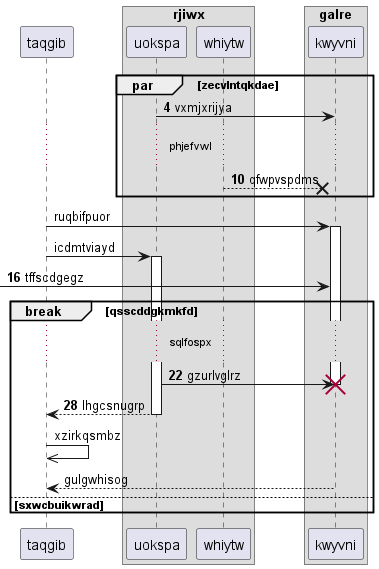 rjiwx galre
taqgib uokspa whiytw kwyvni
par [zecvlntqkdae]
4 vxmjxrijya
phjefvwl
10 qfwpvspdms
ruqbifpuor
icdmtviayd
16 tffscdgegz
break [qsscddgkmkfd]
sqlfospx
22 gzurlvglrz
28 lhgcsnugrp
xzirkqsmbz
gulgwhisog
[sxwcbuikwrad]
taqgib uokspa whiytw kwyvni